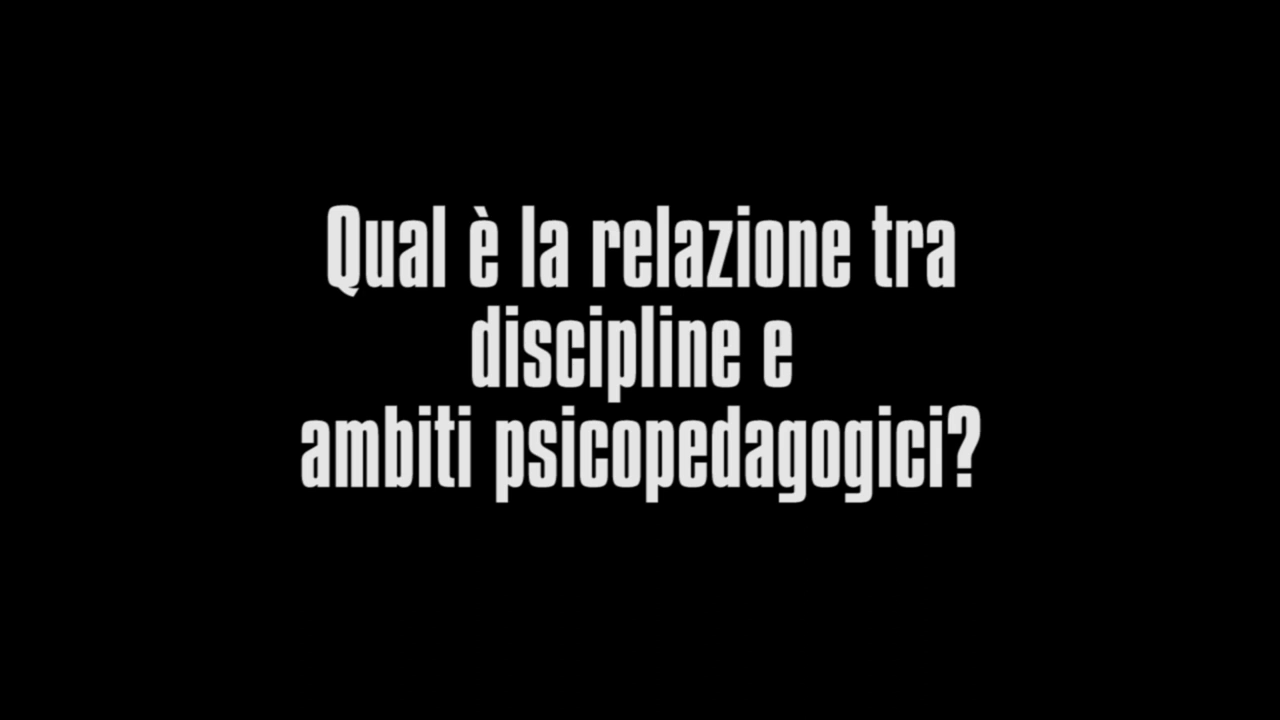 Qual è la relazione tra
discipline e
ambiti psicopedagogici?